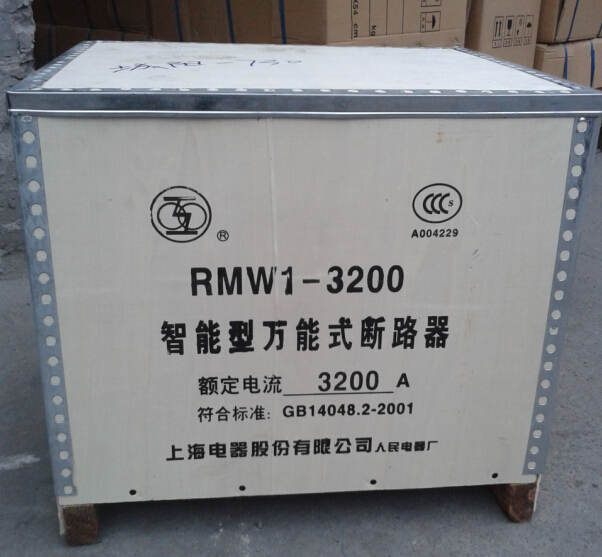 CCC s
A004229
®
RMW1-3200
智能型万能式断路器
额定电流 3200 A
符合标准: GB14048.2-2001
上海电器股份有限公司人民电器厂